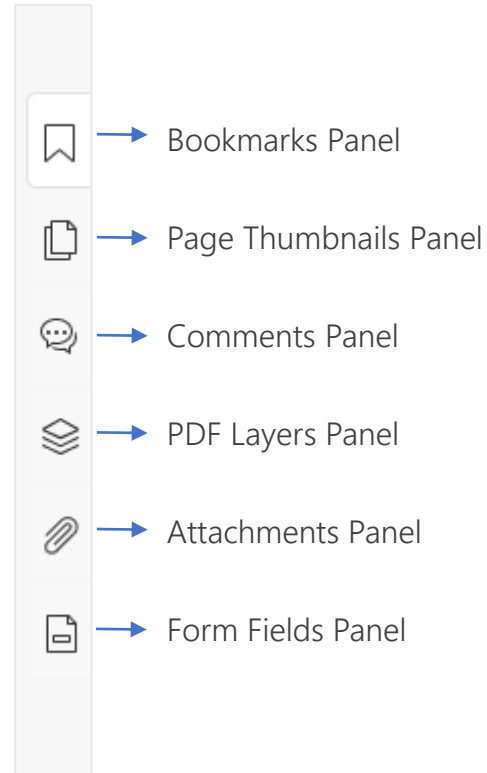 Bookmarks Panel
Page Thumbnails Panel
Comments Panel
PDF Layers Panel
Attachments Panel
Form Fields Panel